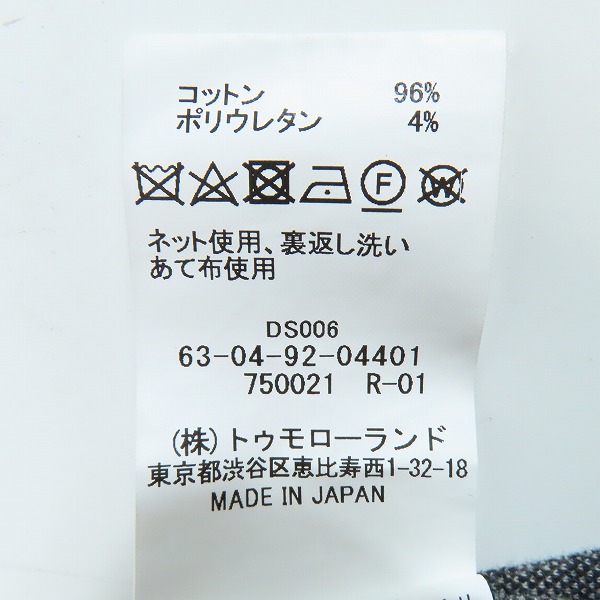 コットン 96%
ポリウレタン 4%
F W
ネット使用、裏返し洗い
あて布使用
DS006
63-04-92-04401
750021 R-01
(株)トゥモローランド
東京都渋谷区恵比寿西1-32-18
MADE IN JAPAN